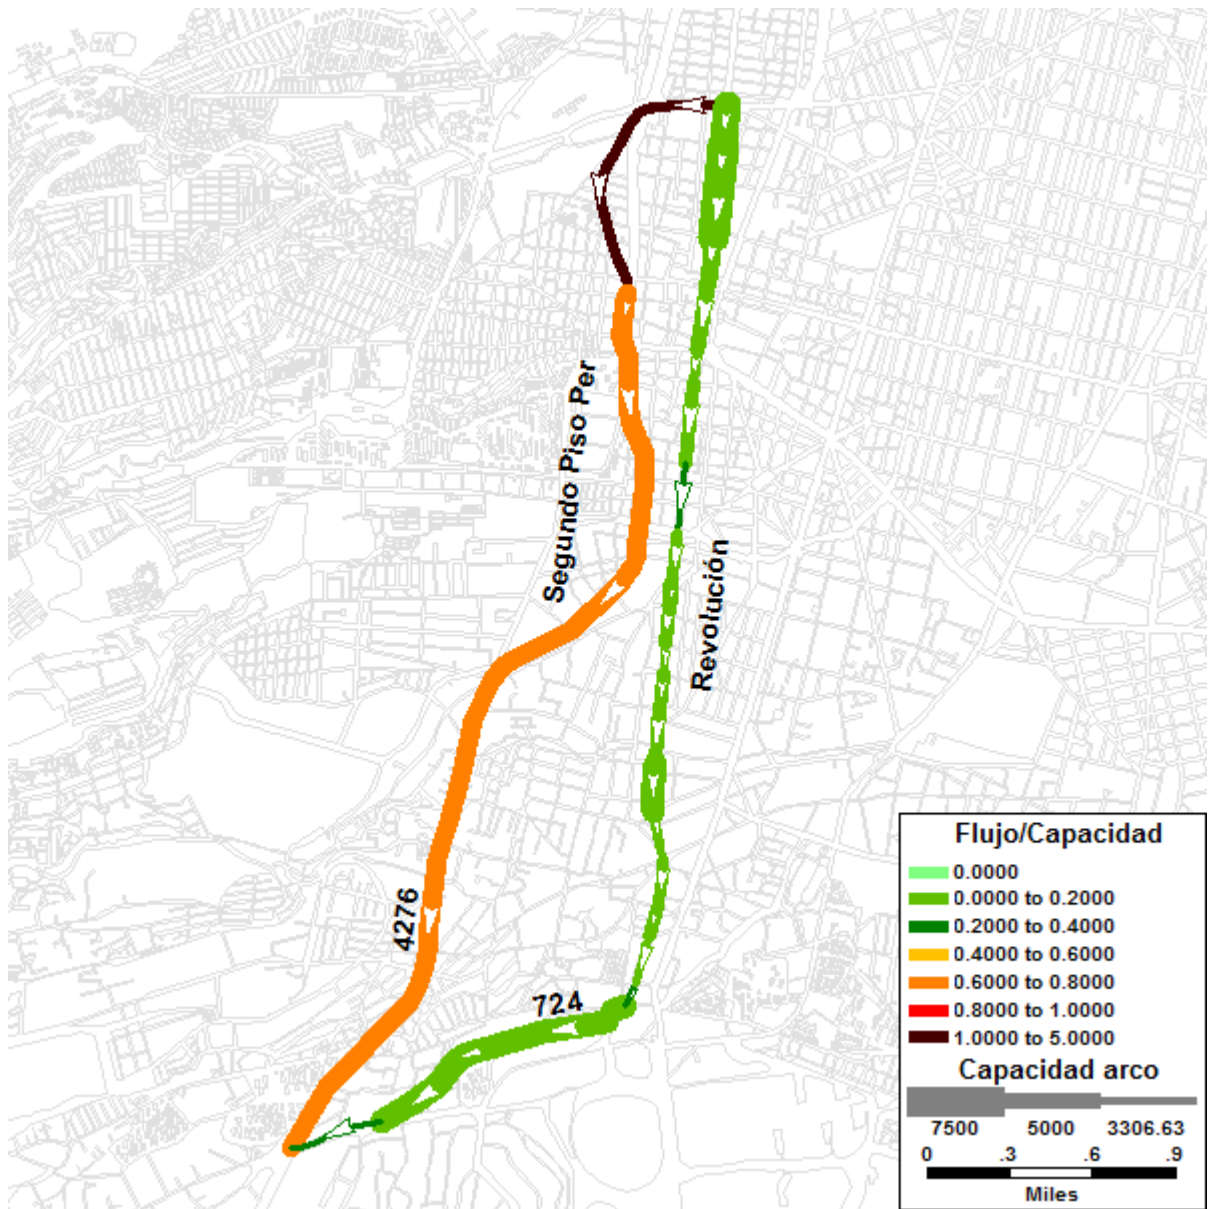 Segundo Piso Per
Revolución
4276
724
Flujo/Capacidad
0.0000
0.0000 to 0.2000
0.2000 to 0.4000
0.4000 to 0.6000
0.6000 to 0.8000
0.8000 to 1.0000
1.0000 to 5.0000
Capacidad arco
7500 5000 3306.63
0 .3 .6 .9
Miles